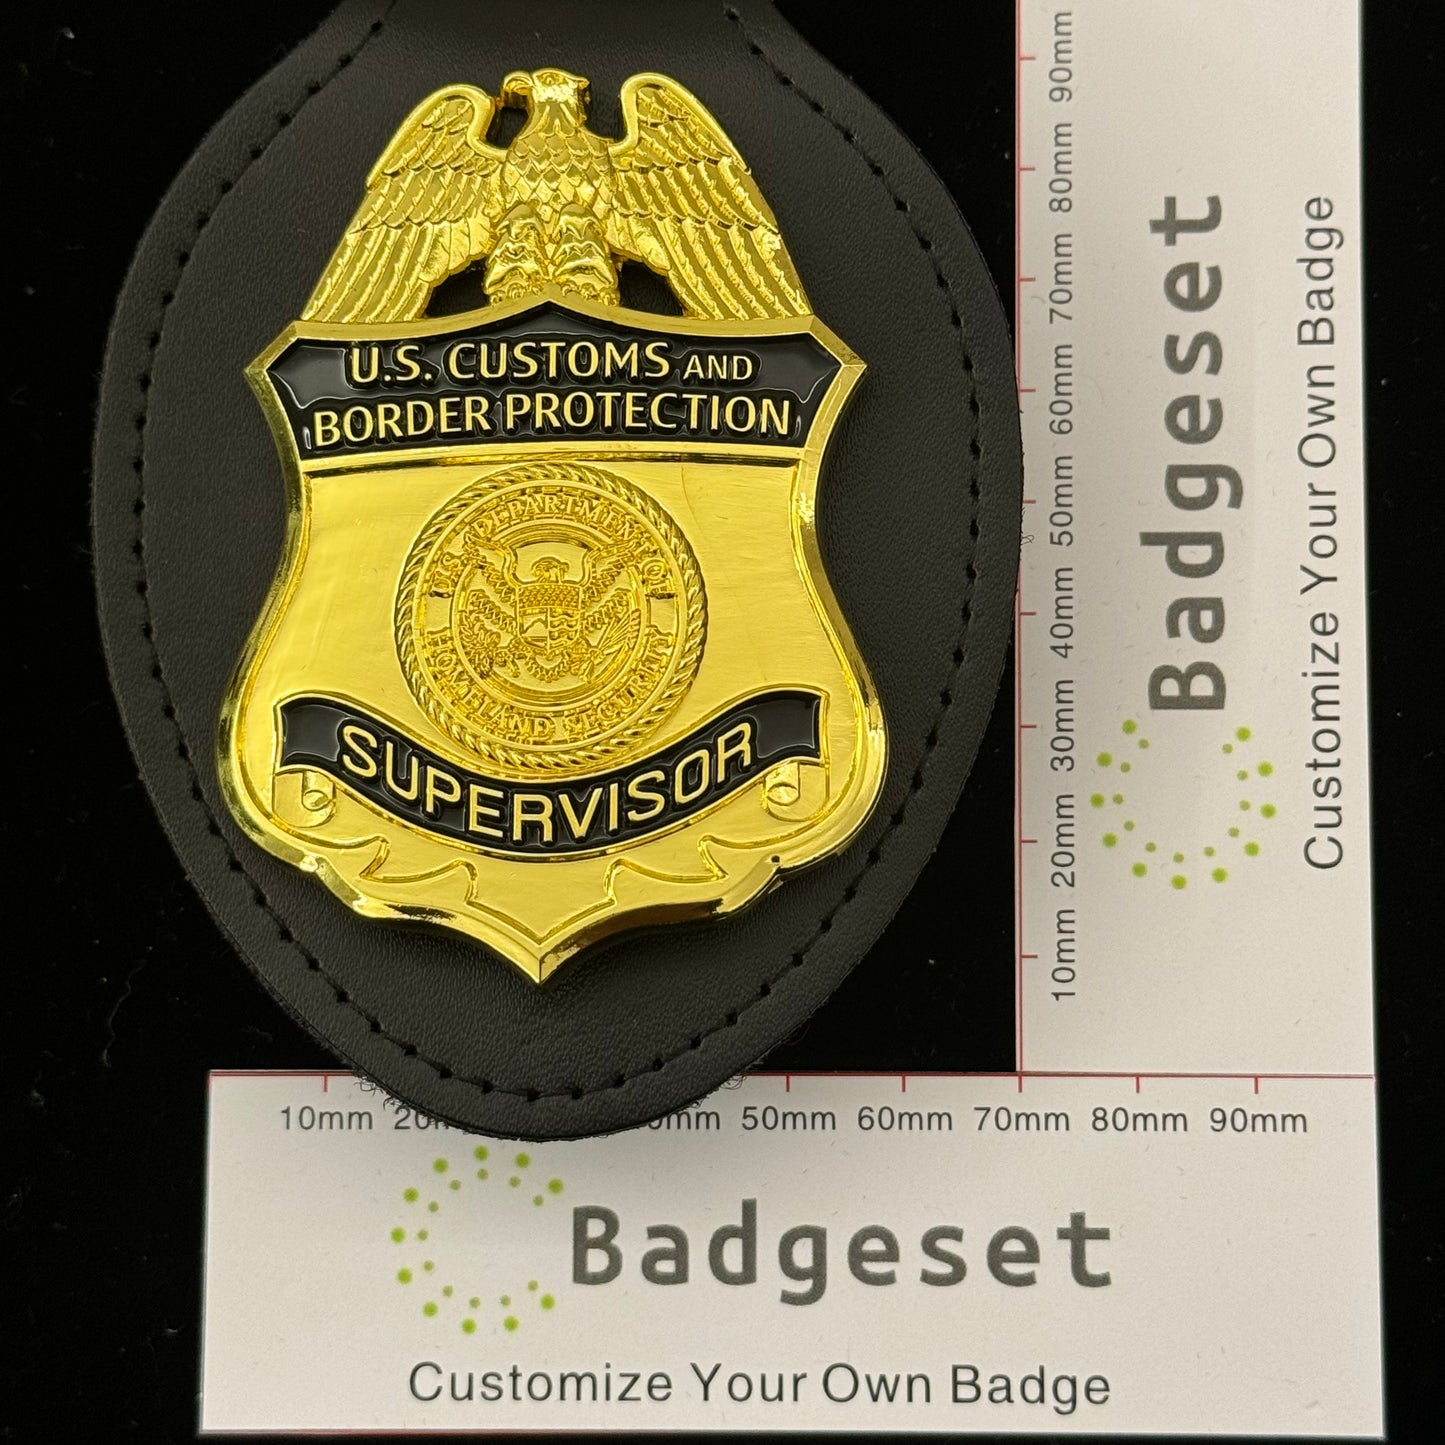 U.S. CUSTOMS AND
BORDER PROTECTION
U.S. DEPARTMENT OF
HOMELAND SECURITY
SUPERVISOR
90mm
80mm
70mm
60mm
50mm
40mm
30mm
20mm
10mm
Badgeset
Customize Your Own Badge
10mm 50mm 60mm 70mm 80mm 90mm
Badgeset
Customize Your Own Badge